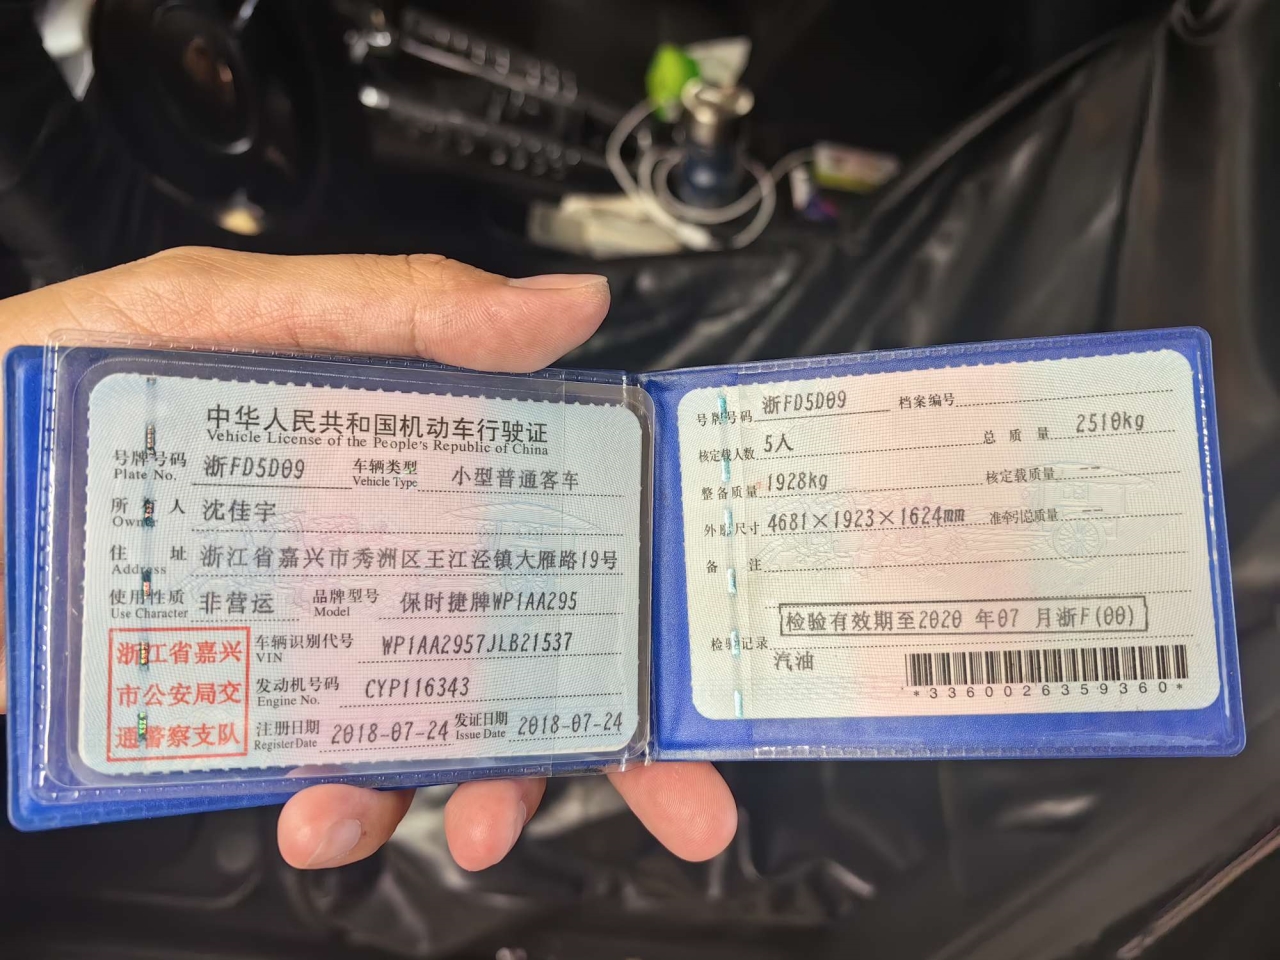 中华人民共和国机动车行驶证
Vehicle License of the People's Republic of China
号牌号码 浙FD5D09 车辆类型 小型普通客车
Plate No. Vehicle Type
所有人 沈佳宇
Owner
住址 浙江省嘉兴市秀洲区王江泾镇大雁路19号
Address
使用性质 非营运 品牌型号 保时捷牌WP1AA295
Use Character Model
浙江省嘉兴
市公安局交
通警察支队
车辆识别代号 WP1AA2957JLB21537
VIN
发动机号码 CYP116343
Engine No.
注册日期 2018-07-24 发证日期 2018-07-24
Register Date Issue Date
号牌号码 浙FD5D09 档案编号
核定载人数 5人 总质量 2510kg
整备质量 1928kg 核定载质量 --
外廓尺寸 4681×1923×1624mm 准牵引总质量 --
备注
检验有效期至2020 年07 月浙F(00)
检验记录
汽油
*3360026359360*